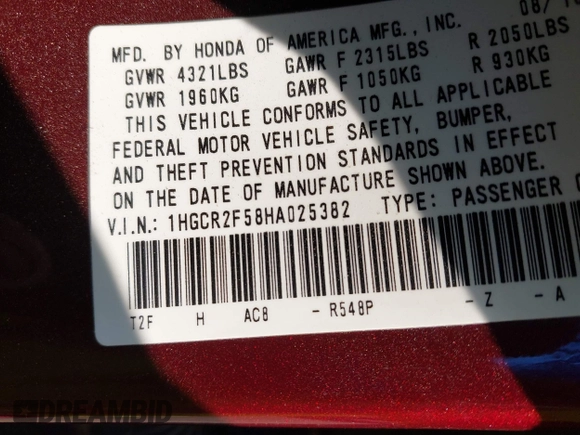 MFD. BY HONDA OF AMERICA MFG., INC. 08/
GVWR 4321LBS GAWR F 2315LBS R 2050LBS
GVWR 1960KG GAWR F 1050KG R 930KG
THIS VEHICLE CONFORMS TO ALL APPLICABLE
FEDERAL MOTOR VEHICLE SAFETY, BUMPER,
AND THEFT PREVENTION STANDARDS IN EFFECT
ON THE DATE OF MANUFACTURE SHOWN ABOVE.
V.I.N.: 1HGCR2F58HA025382 TYPE: PASSENGER
T2F H AC8 - R548P - Z - A
DREAMBID